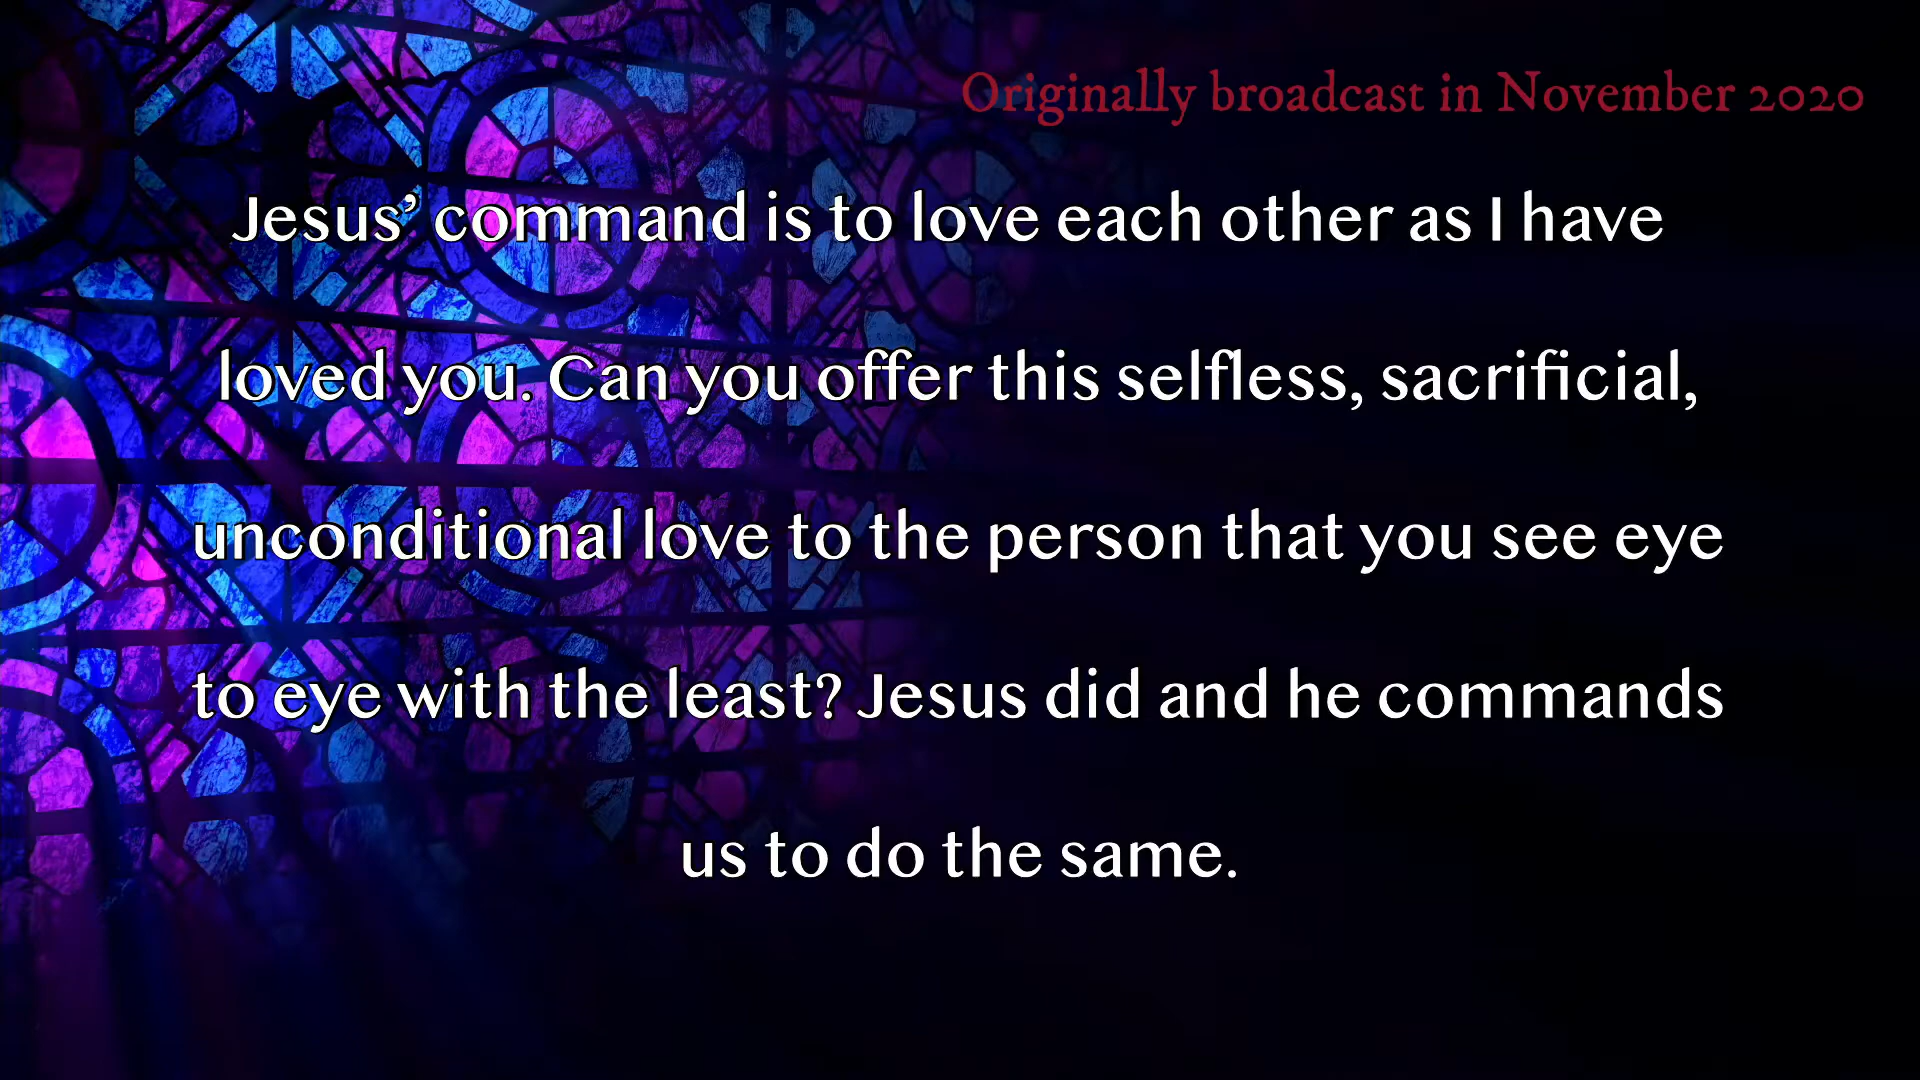 Originally broadcast in November 2020
Jesus’ command is to love each other as I have
loved you. Can you offer this selfless, sacrificial,
unconditional love to the person that you see eye
to eye with the least? Jesus did and he commands
us to do the same.